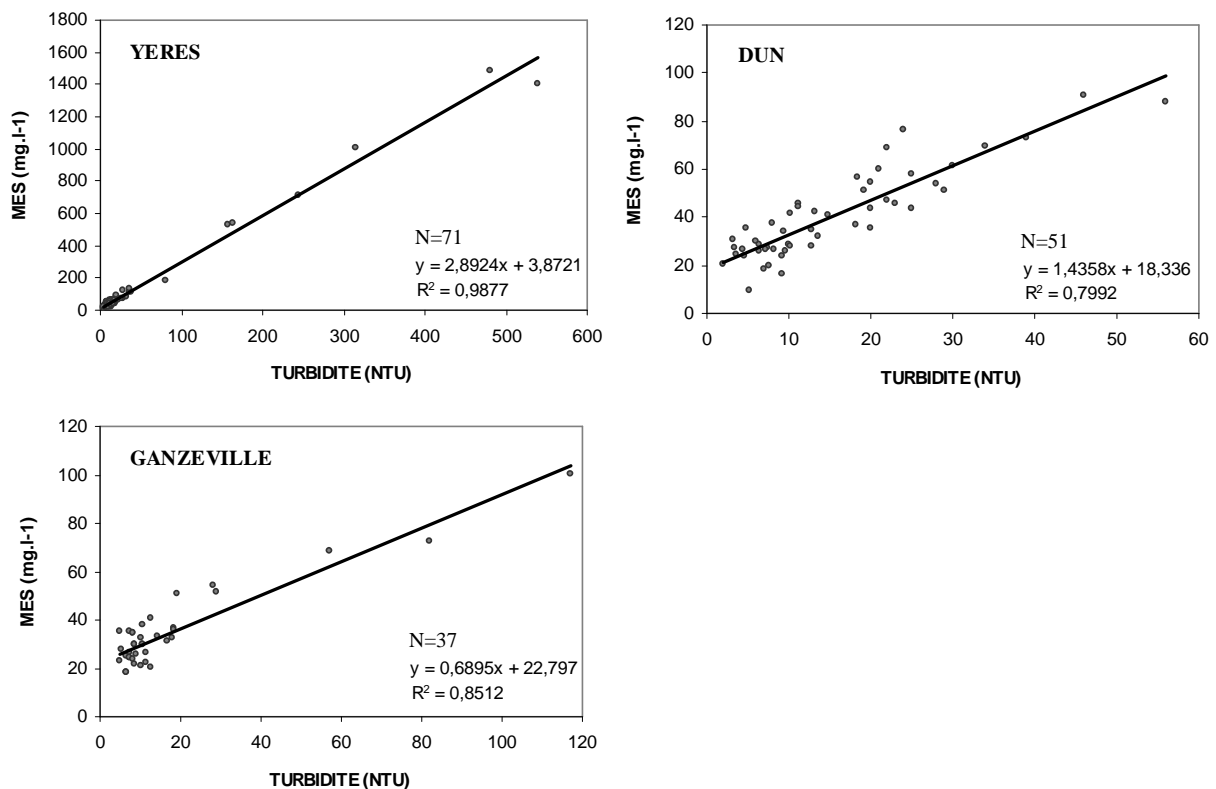 YERES
1800
1600
1400
1200
1000
800
600
400
200
0
MES (mg.l-1)
N=71
y = 2,8924x + 3,8721
R² = 0,9877
0 100 200 300 400 500 600
TURBIDITE (NTU)
DUN
120
100
80
60
40
20
0
MES (mg.l-1)
N=51
y = 1,4358x + 18,336
R² = 0,7992
0 10 20 30 40 50 60
TURBIDITE (NTU)
GANZEVILLE
120
100
80
60
40
20
0
MES (mg.l-1)
N=37
y = 0,6895x + 22,797
R² = 0,8512
0 20 40 60 80 100 120
TURBIDITE (NTU)